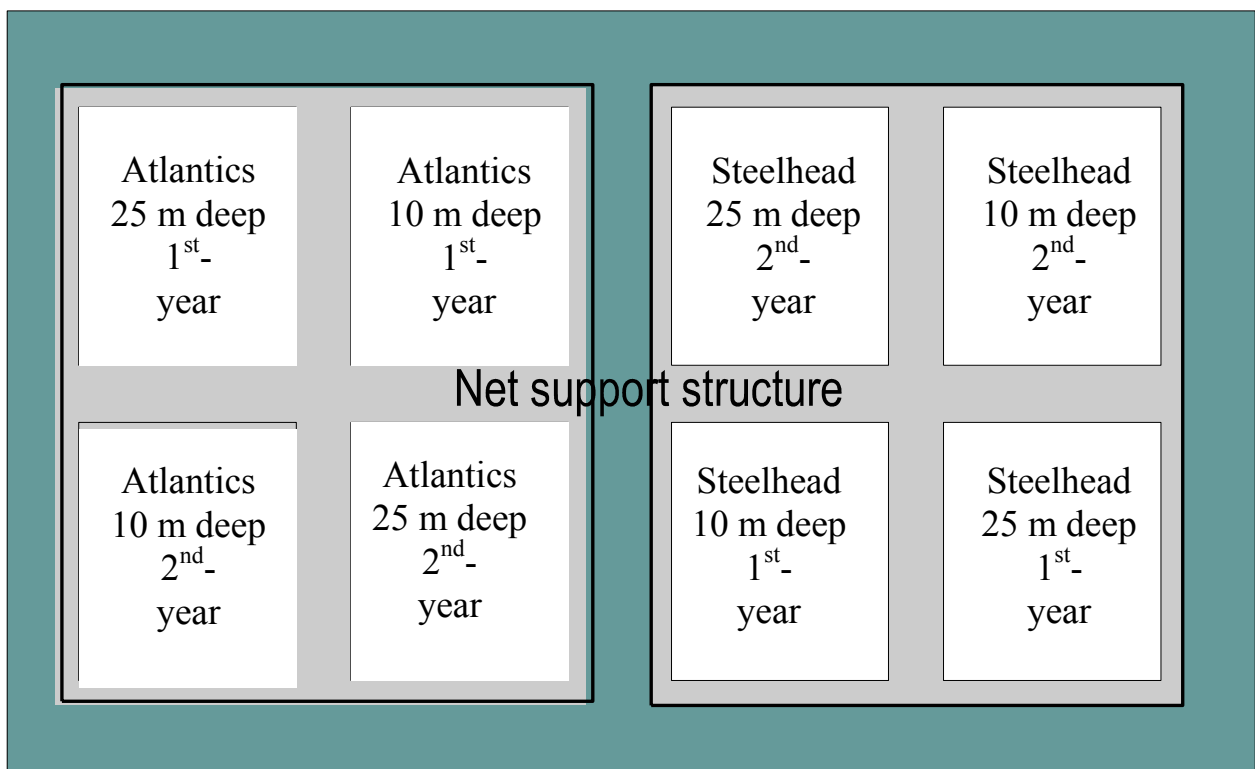 Atlantics
25 m deep
1st-
year
Atlantics
10 m deep
1st-
year
Steelhead
25 m deep
2nd-
year
Steelhead
10 m deep
2nd-
year
Net support structure
Atlantics
10 m deep
2nd-
year
Atlantics
25 m deep
2nd-
year
Steelhead
10 m deep
1st-
year
Steelhead
25 m deep
1st-
year